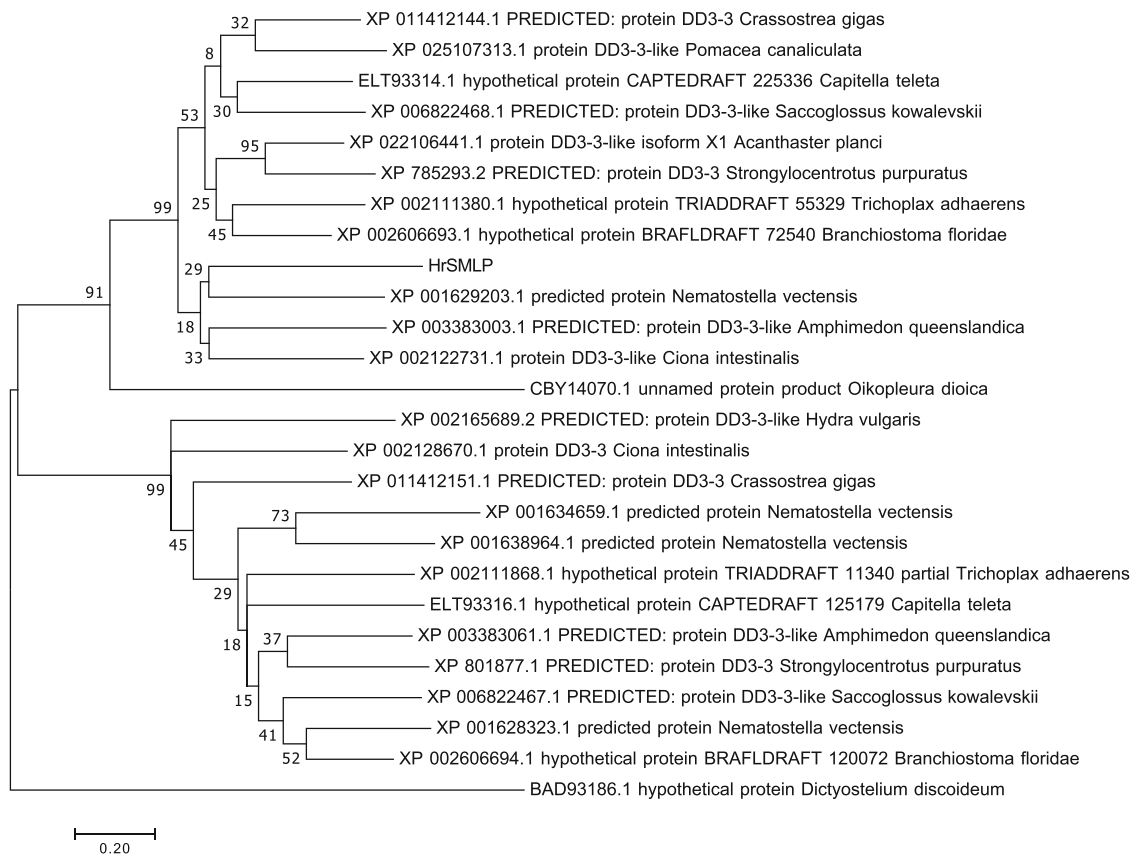 32
XP 011412144.1 PREDICTED: protein DD3-3 Crassostrea gigas
XP 025107313.1 protein DD3-3-like Pomacea canaliculata
8
ELT93314.1 hypothetical protein CAPTEDRAFT 225336 Capitella teleta
30
XP 006822468.1 PREDICTED: protein DD3-3-like Saccoglossus kowalevskii
53
XP 022106441.1 protein DD3-3-like isoform X1 Acanthaster planci
95
XP 785293.2 PREDICTED: protein DD3-3 Strongylocentrotus purpuratus
99
25
XP 002111380.1 hypothetical protein TRIADDRAFT 55329 Trichoplax adhaerens
45
XP 002606693.1 hypothetical protein BRAFLDRAFT 72540 Branchiostoma floridae
29
HrSMLP
91
XP 001629203.1 predicted protein Nematostella vectensis
18
XP 003383003.1 PREDICTED: protein DD3-3-like Amphimedon queenslandica
33
XP 002122731.1 protein DD3-3-like Ciona intestinalis
CBY14070.1 unnamed protein product Oikopleura dioica
XP 002165689.2 PREDICTED: protein DD3-3-like Hydra vulgaris
XP 002128670.1 protein DD3-3 Ciona intestinalis
99
XP 011412151.1 PREDICTED: protein DD3-3 Crassostrea gigas
73
XP 001634659.1 predicted protein Nematostella vectensis
45
XP 001638964.1 predicted protein Nematostella vectensis
XP 002111868.1 hypothetical protein TRIADDRAFT 11340 partial Trichoplax adhaerens
29
ELT93316.1 hypothetical protein CAPTEDRAFT 125179 Capitella teleta
18
37
XP 003383061.1 PREDICTED: protein DD3-3-like Amphimedon queenslandica
XP 801877.1 PREDICTED: protein DD3-3 Strongylocentrotus purpuratus
15
XP 006822467.1 PREDICTED: protein DD3-3-like Saccoglossus kowalevskii
41
XP 001628323.1 predicted protein Nematostella vectensis
52
XP 002606694.1 hypothetical protein BRAFLDRAFT 120072 Branchiostoma floridae
BAD93186.1 hypothetical protein Dictyostelium discoideum
0.20